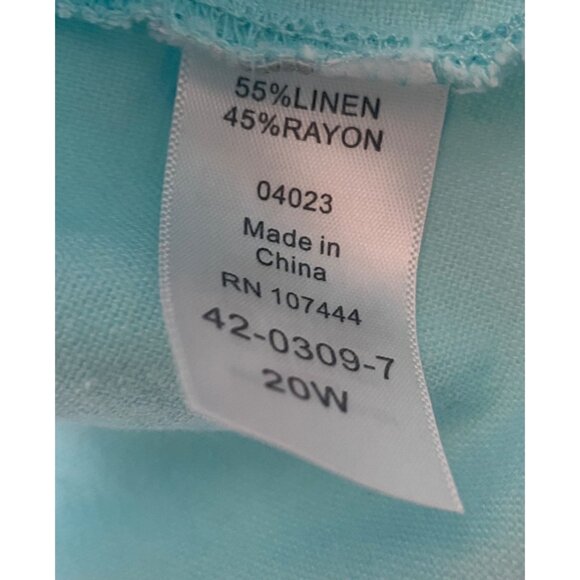 55%LINEN
45%RAYON
04023
Made in
China
RN 107444
42-0309-7
20W